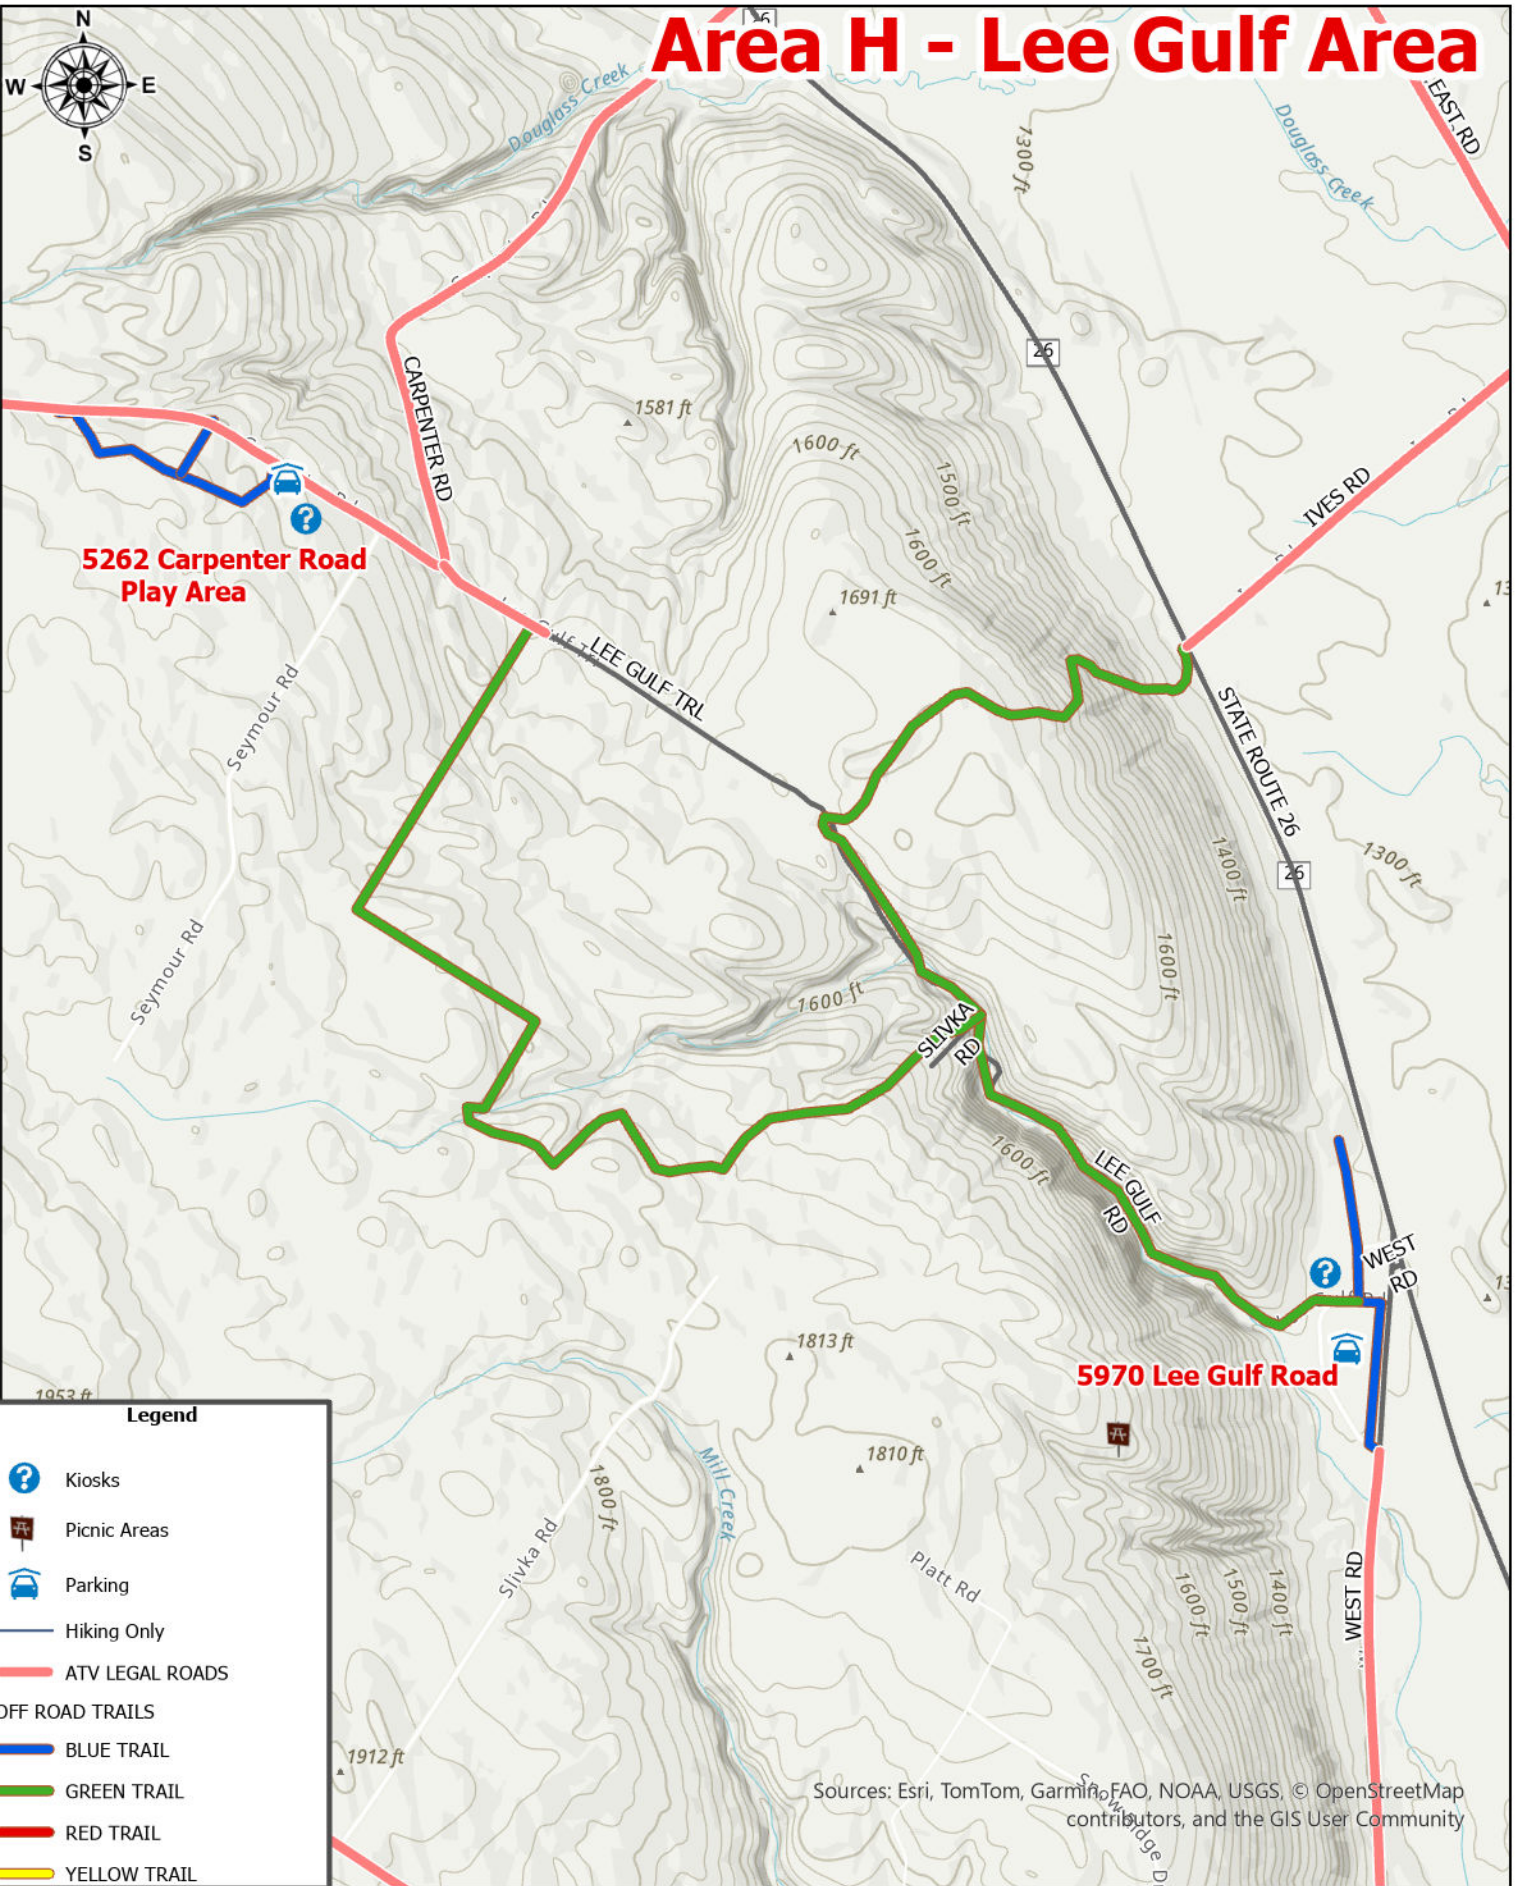 Area H - Lee Gulf Area
N
W
E
S
26
Douglass Creek
EAST RD
Douglass Creek
1300 ft
26
CARPENTER RD
1581 ft
1600 ft
1500 ft
IVES RD
1600 ft
5262 Carpenter Road
Play Area
1691 ft
LEE GULF TRL
Seymour Rd
STATE ROUTE 26
1400 ft
26
1300 ft
Seymour Rd
1600 ft
1600 ft
SLIVKA
RD
1600 ft
LEE GULF
RD
WEST
RD
1813 ft
5970 Lee Gulf Road
1953 ft
1810 ft
Mill Creek
1800 ft
Slivka Rd
Platt Rd
WEST RD
1600 ft
1500 ft
1400 ft
1700 ft
1912 ft
Snow Ridge
Legend
Kiosks
Picnic Areas
Parking
Hiking Only
ATV LEGAL ROADS
OFF ROAD TRAILS
BLUE TRAIL
GREEN TRAIL
RED TRAIL
YELLOW TRAIL
Sources: Esri, TomTom, Garmin, FAO, NOAA, USGS, © OpenStreetMap
contributors, and the GIS User Community